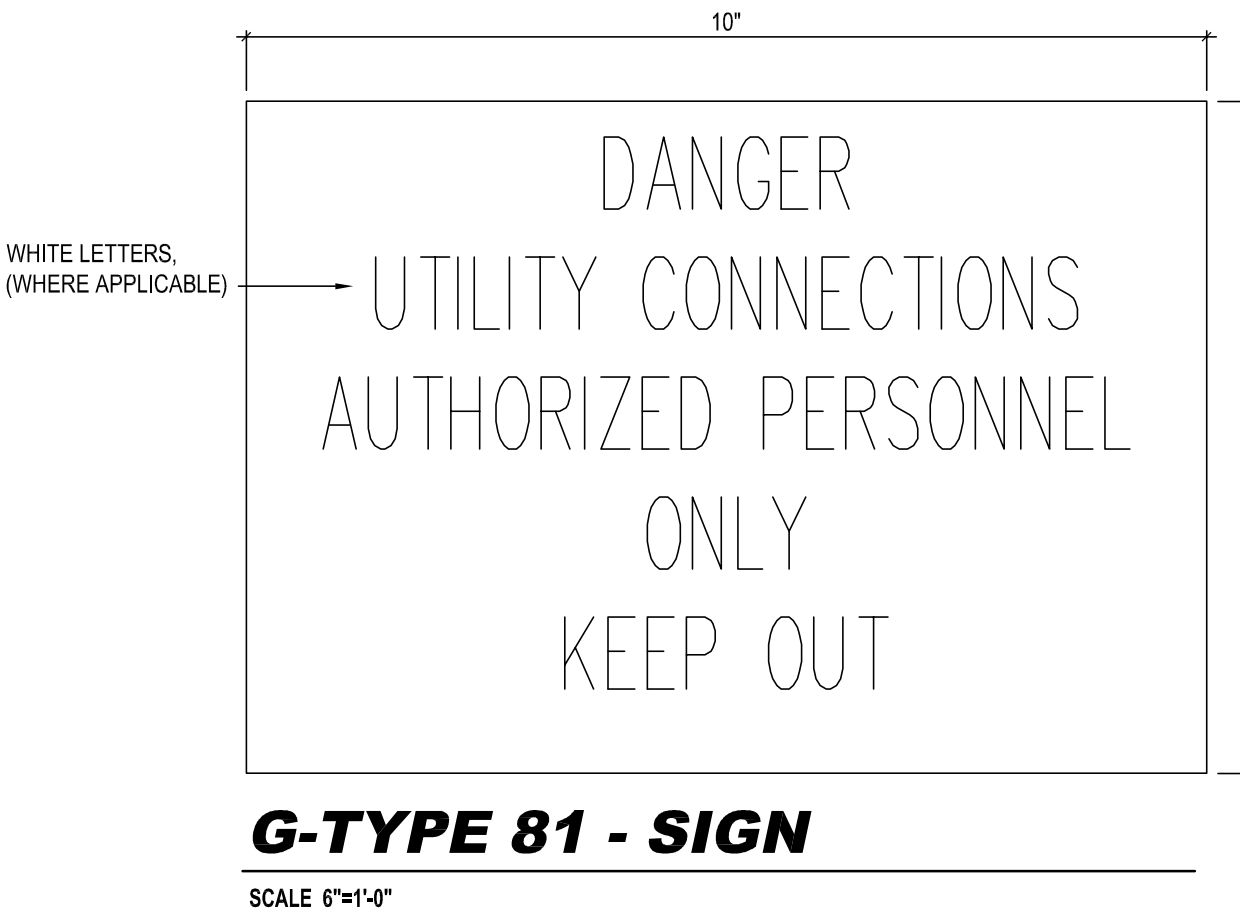 10"
DANGER
WHITE LETTERS,
(WHERE APPLICABLE)
UTILITY CONNECTIONS
AUTHORIZED PERSONNEL
ONLY
KEEP OUT
G-TYPE 81 - SIGN
SCALE 6"=1'-0"